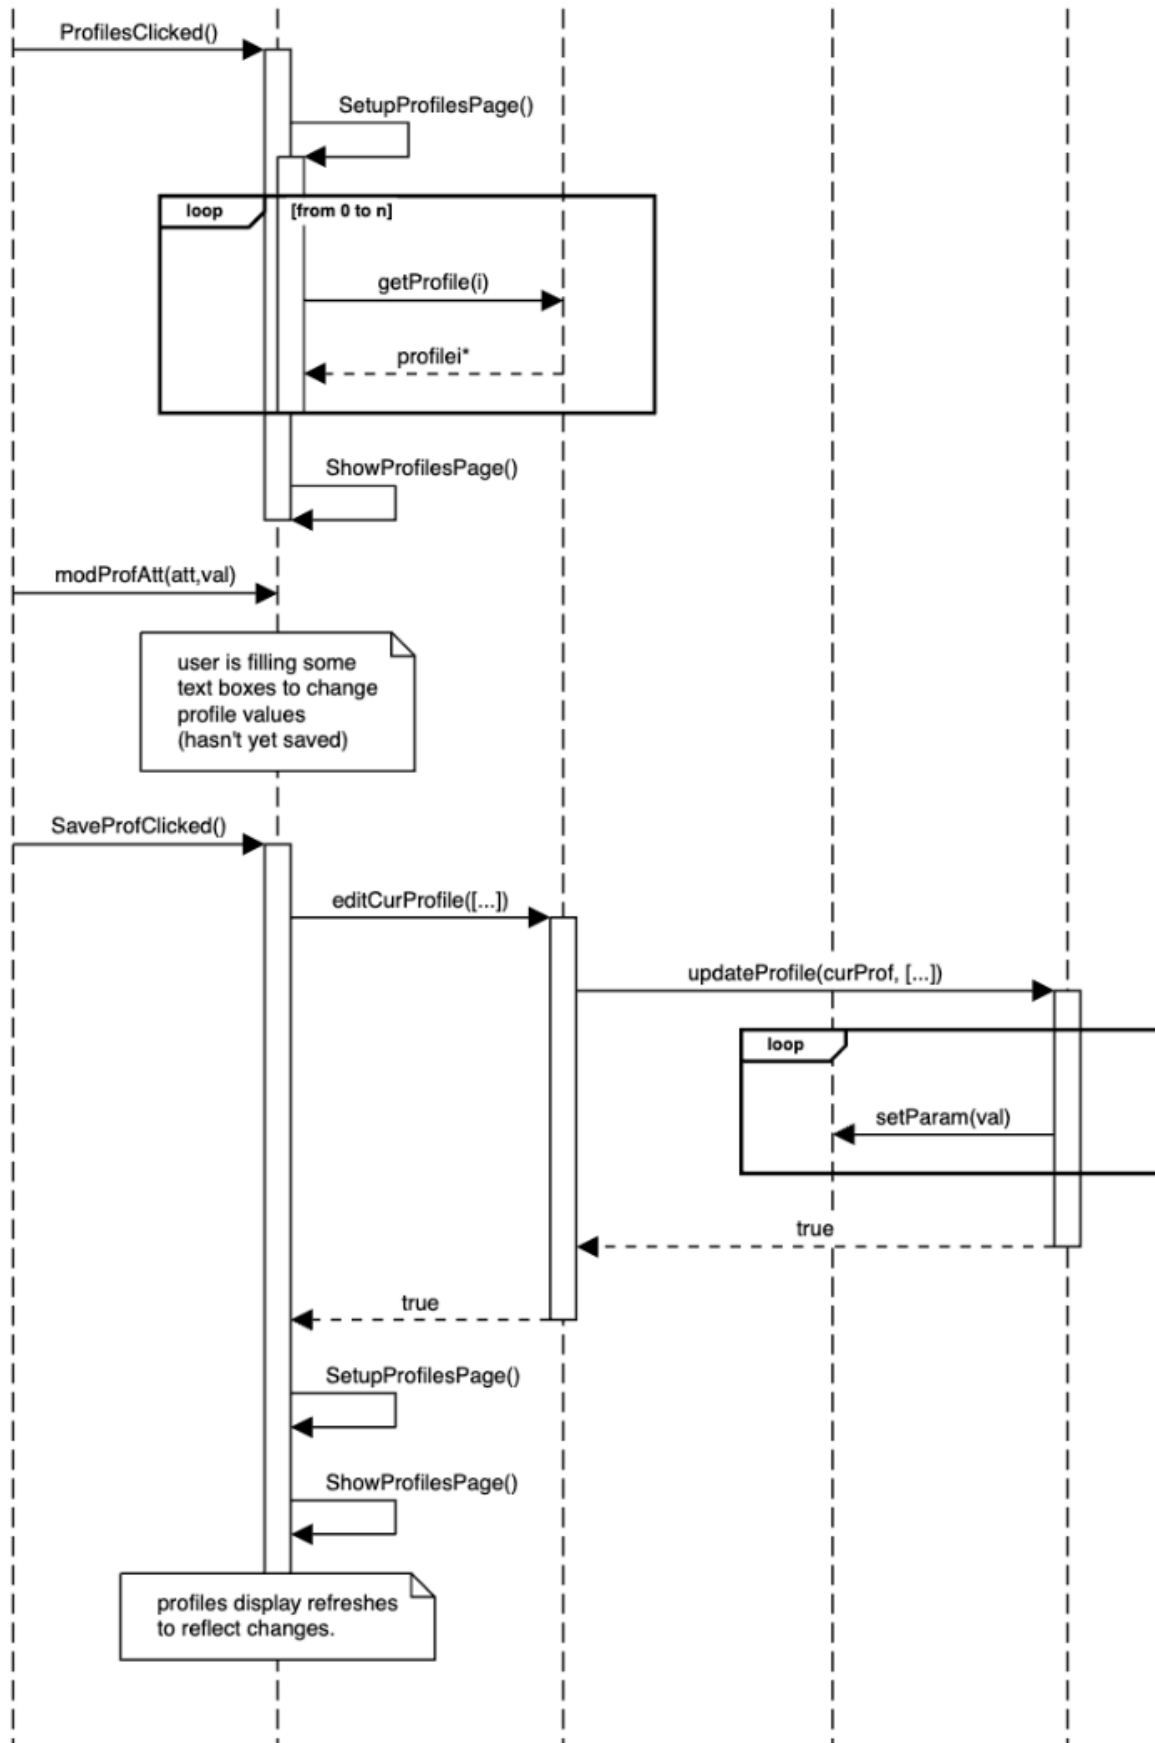 ProfilesClicked()
SetupProfilesPage()
loop
[from 0 to n]
getProfile(i)
profilei*
ShowProfilesPage()
modProfAtt(att,val)
user is filling some
text boxes to change
profile values
(hasn't yet saved)
SaveProfClicked()
editCurProfile([...])
updateProfile(curProf, [...])
loop
setParam(val)
true
true
SetupProfilesPage()
ShowProfilesPage()
profiles display refreshes
to reflect changes.